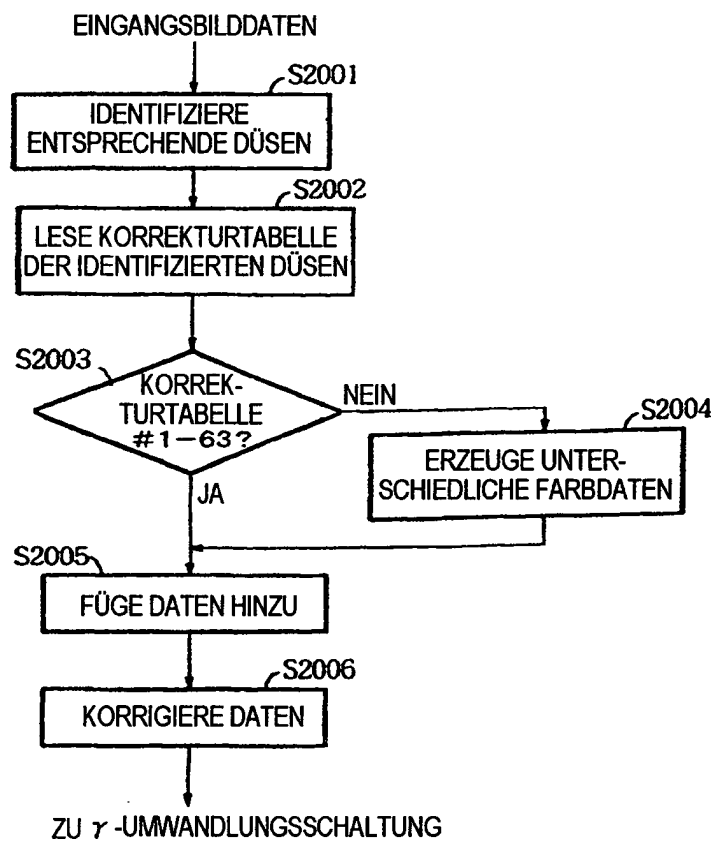 EINGANGSBILDDATEN
S2001
IDENTIFIZIERE
ENTSPRECHENDE DÜSEN
S2002
LESE KORREKTURTABELLE
DER IDENTIFIZIERTEN DÜSEN
S2003
KORREK-
TURTABELLE
#1-63?
NEIN
JA
S2004
ERZEUGE UNTER-
SCHIEDLICHE FARBDATEN
S2005
FÜGE DATEN HINZU
S2006
KORRIGIERE DATEN
ZU γ-UMWANDLUNGSSCHALTUNG